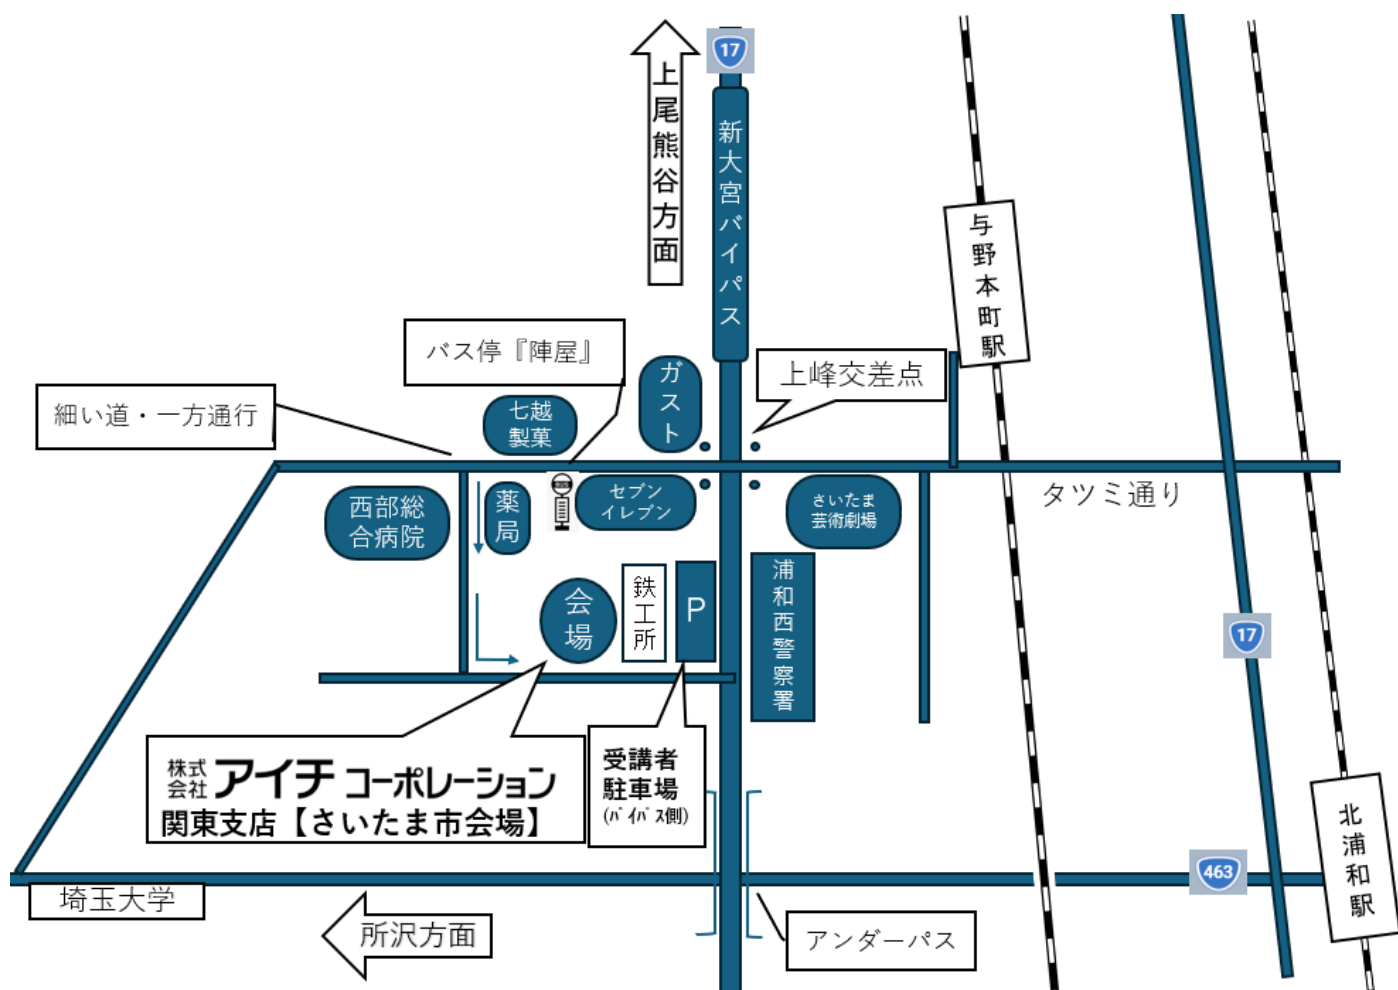 17
上尾熊谷方面
新大宮バイパス
与野本町駅
バス停『陣屋』
ガスト
上峰交差点
細い道・一方通行
七越
製菓
タツミ通り
西部総
合病院
薬局
セブン
イレブン
さいたま
芸術劇場
会場
鉄工所
P
浦和西警察署
17
株式
会社
アイチ コーポレーション
関東支店【さいたま市会場】
受講者
駐車場
(バイパス側)
北浦和駅
463
埼玉大学
所沢方面
アンダーパス